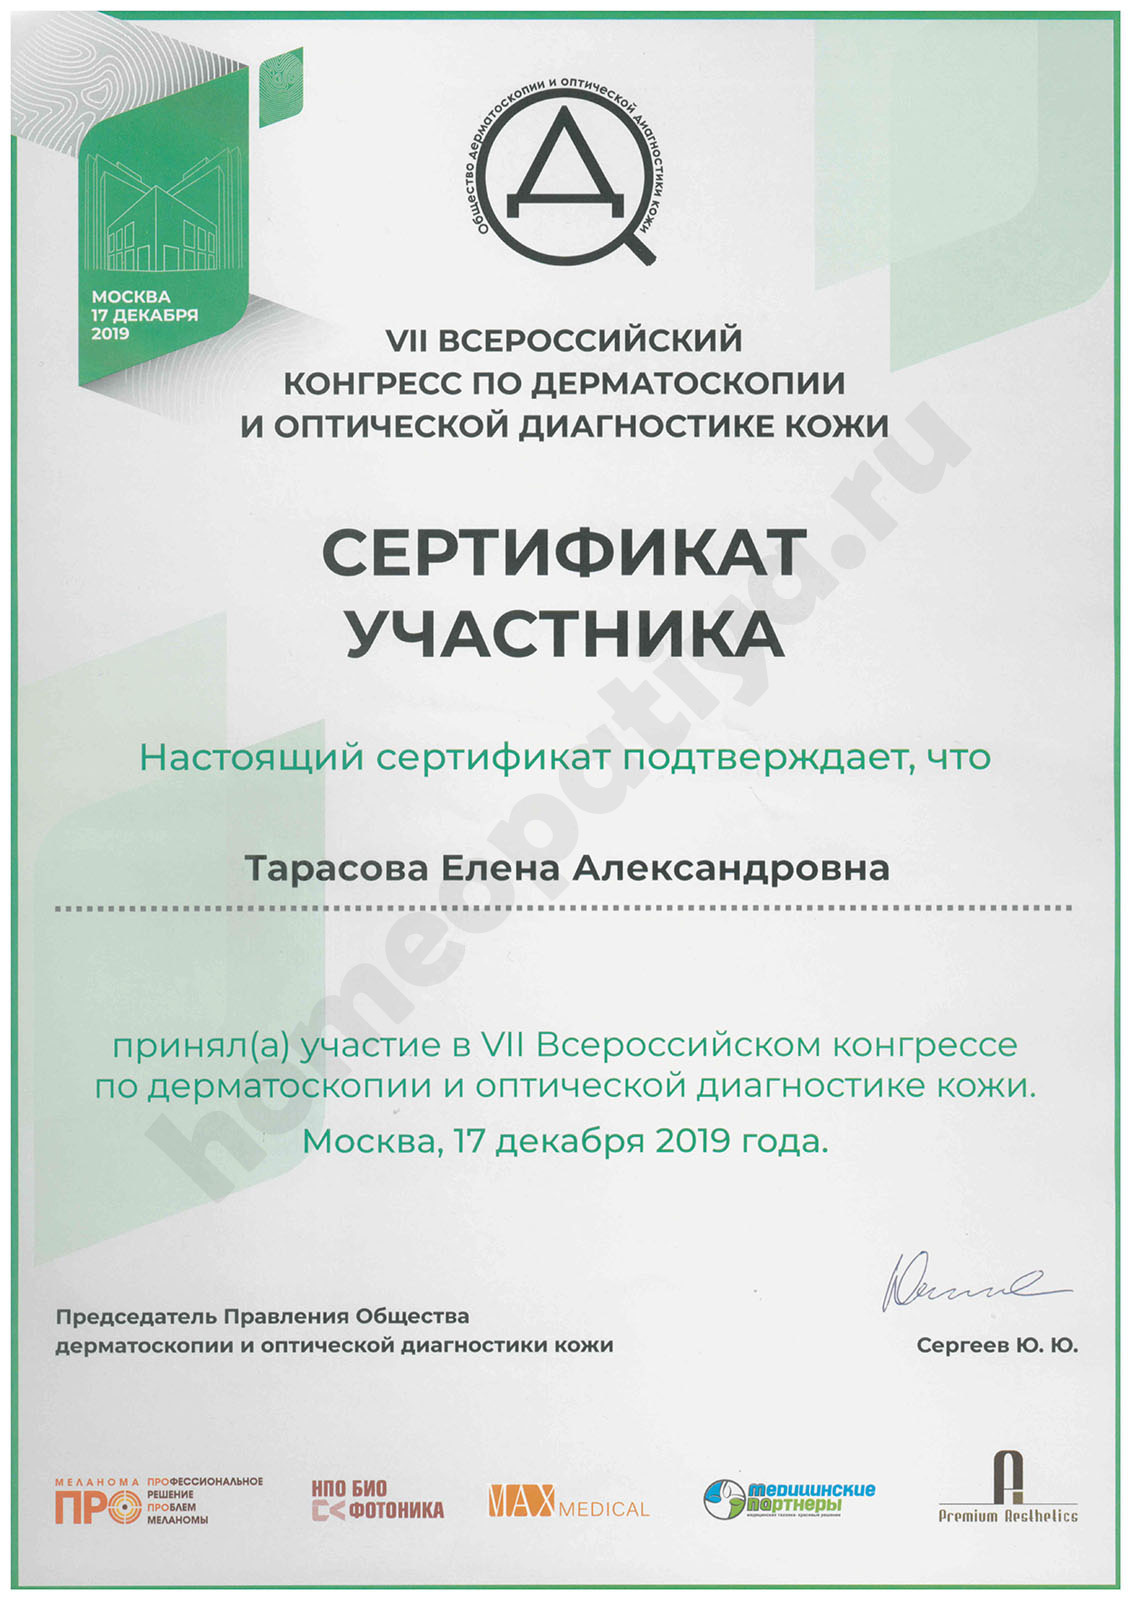 Общество дерматоскопии и оптической диагностики кожи
Д
МОСКВА
17 ДЕКАБРЯ
2019
VII ВСЕРОССИЙСКИЙ
КОНГРЕСС ПО ДЕРМАТОСКОПИИ
И ОПТИЧЕСКОЙ ДИАГНОСТИКЕ КОЖИ
СЕРТИФИКАТ
УЧАСТНИКА
Настоящий сертификат подтверждает, что
Тарасова Елена Александровна
принял(а) участие в VII Всероссийском конгрессе
по дерматоскопии и оптической диагностике кожи.
Москва, 17 декабря 2019 года.
Председатель Правления Общества
дерматоскопии и оптической диагностики кожи
Сергеев Ю. Ю.
МЕЛАНОМА
ПРО
ПРОФЕССИОНАЛЬНОЕ
РЕШЕНИЕ
ПРОБЛЕМ
МЕЛАНОМЫ
НПО БИО
ФОТОНИКА
MAX MEDICAL
медицинские
партнеры
медицинская техника· красивые решения
Premium Aesthetics
homeopatiya.ru